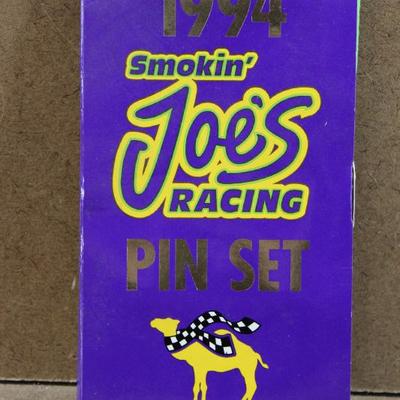 1994
Smokin'
Joe's
RACING
PIN SET